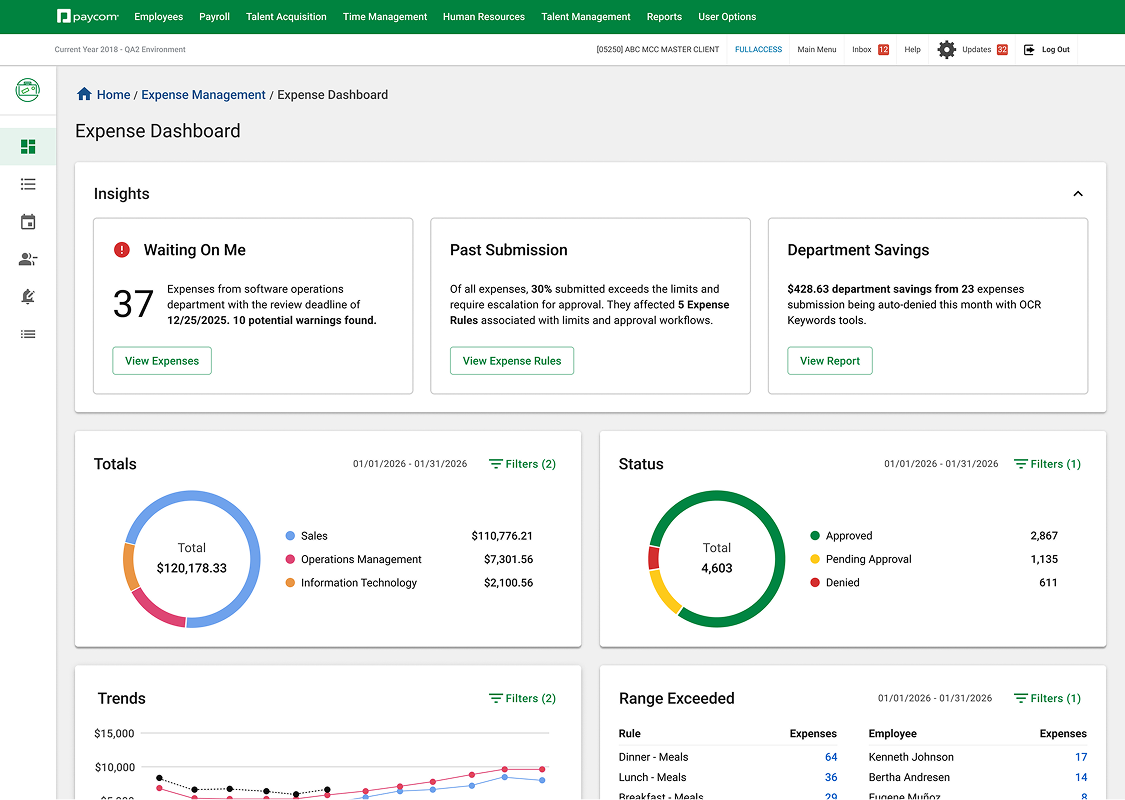 paycom Employees Payroll Talent Acquisition Time Management Human Resources Talent Management Reports User Options
Current Year 2018 - QA2 Environment [05250] ABC MCC MASTER CLIENT FULLACCESS Main Menu Inbox 12 Help Updates 32 Log Out
Home / Expense Management / Expense Dashboard
Expense Dashboard
Insights
Waiting On Me
37
Expenses from software operations
department with the review deadline of
12/25/2025. 10 potential warnings found.
View Expenses
Past Submission
Of all expenses, 30% submitted exceeds the limits and
require escalation for approval. They affected 5 Expense
Rules associated with limits and approval workflows.
View Expense Rules
Department Savings
$428.63 department savings from 23 expenses
submission being auto-denied this month with OCR
Keywords tools.
View Report
Totals 01/01/2026 - 01/31/2026 Filters (2)
Total
$120,178.33
Sales $110,776.21
Operations Management $7,301.56
Information Technology $2,100.56
Status 01/01/2026 - 01/31/2026 Filters (1)
Total
4,603
Approved 2,867
Pending Approval 1,135
Denied 611
Trends Filters (2)
$15,000
$10,000
$5,000
Range Exceeded 01/01/2026 - 01/31/2026 Filters (1)
Rule Expenses Employee Expenses
Dinner - Meals 64 Kenneth Johnson 17
Lunch - Meals 36 Bertha Andresen 14
Breakfast - Meals 29 Eugene Muñoz 8